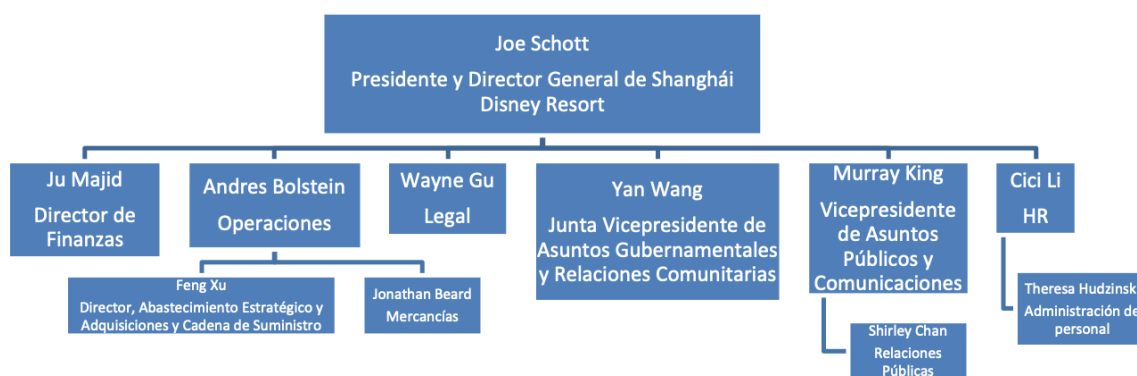 Joe Schott
Presidente y Director General de Shanghái
Disney Resort
Ju Majid
Director de
Finanzas
Andres Bolstein
Operaciones
Wayne Gu
Legal
Yan Wang
Junta Vicepresidente de
Asuntos Gubernamentales
y Relaciones Comunitarias
Murray King
Vicepresidente
de Asuntos
Públicos y
Comunicaciones
Cici Li
HR
Feng Xu
Director, Abastecimiento Estratégico y
Adquisiciones y Cadena de Suministro
Jonathan Beard
Mercancías
Shirley Chan
Relaciones
Públicas
Theresa Hudzinsk
Administración de
personal